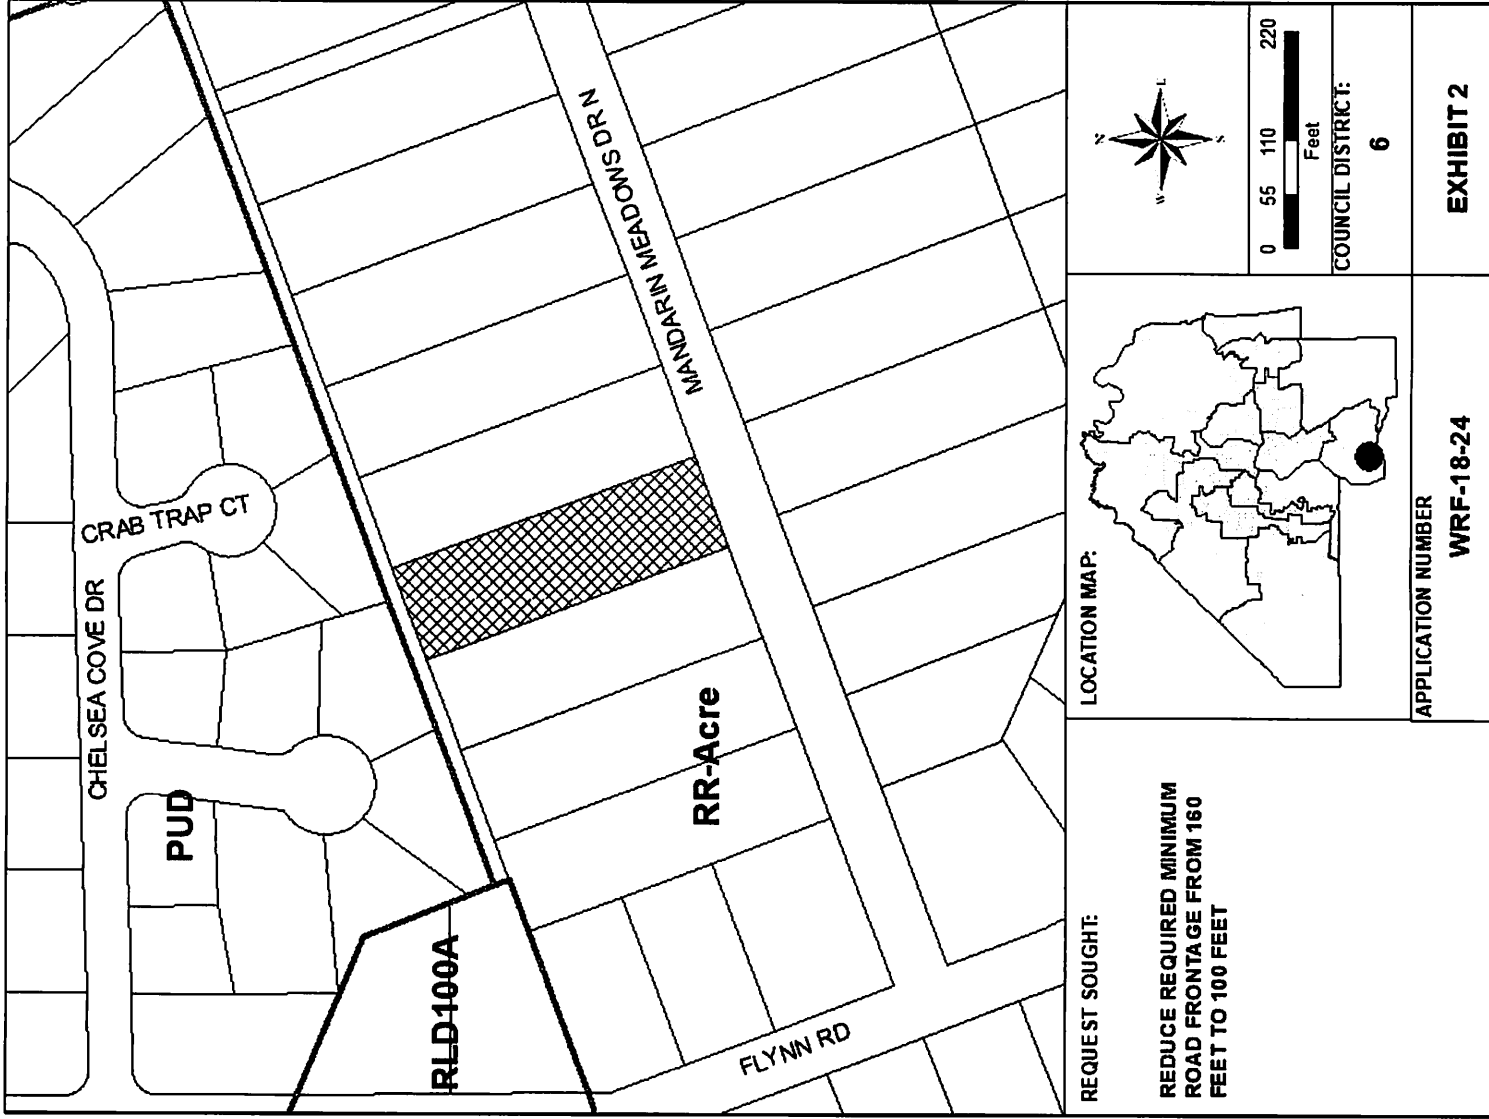 CHELSEA COVE DR
CRAB TRAP CT
PUD
MANDARIN MEADOWS DR N
RR-Acre
RLD100A
FLYNN RD
REQUEST SOUGHT:
REDUCE REQUIRED MINIMUM
ROAD FRONTAGE FROM 160
FEET TO 100 FEET
LOCATION MAP:
APPLICATION NUMBER
WRF-18-24
N
W
E
S
0 55 110 220
Feet
COUNCIL DISTRICT:
6
EXHIBIT 2